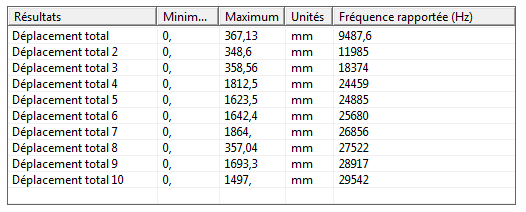 Résultats Minim... Maximum Unités Fréquence rapportée (Hz)
Déplacement total 0, 367,13 mm 9487,6
Déplacement total 2 0, 348,6 mm 11985
Déplacement total 3 0, 358,56 mm 18374
Déplacement total 4 0, 1812,5 mm 24459
Déplacement total 5 0, 1623,5 mm 24885
Déplacement total 6 0, 1642,4 mm 25680
Déplacement total 7 0, 1864, mm 26856
Déplacement total 8 0, 357,04 mm 27522
Déplacement total 9 0, 1693,3 mm 28917
Déplacement total 10 0, 1497, mm 29542